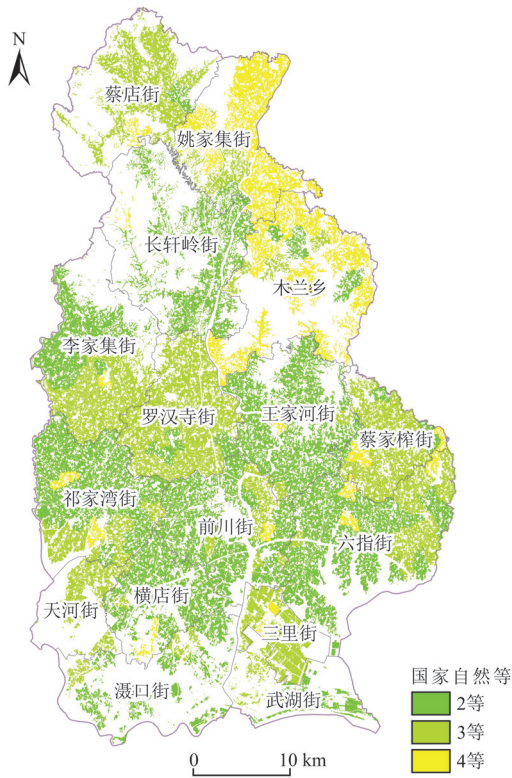 N
蔡店街
姚家集街
长轩岭街
木兰乡
李家集街
罗汉寺街
王家河街
蔡家榨街
祁家湾街
前川街
六指街
天河街
横店街
三里街
滠口街
武湖街
国家自然等
2等
3等
4等
0 10 km